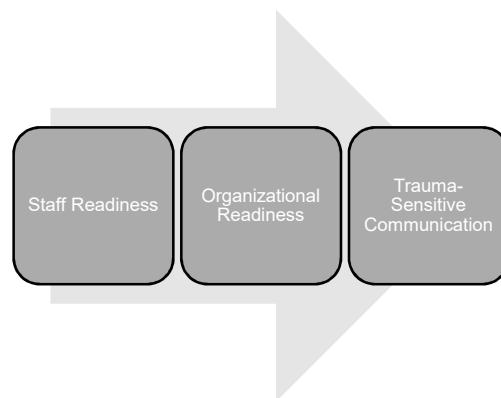 Staff Readiness
Organizational
Readiness
Trauma-
Sensitive
Communication